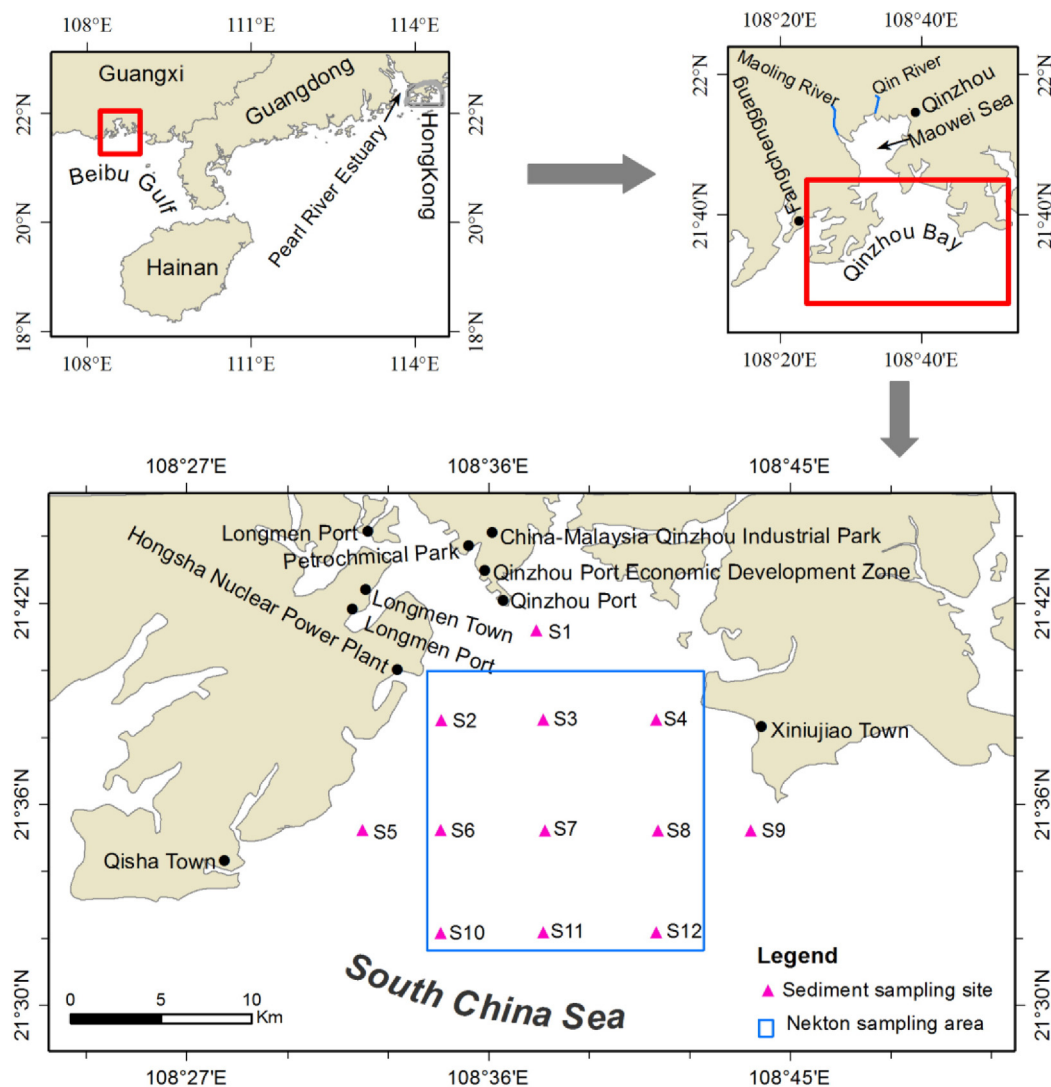 108°E 111°E 114°E
22°N
20°N
18°N
Guangxi
Guangdong
Beibu Gulf
Hainan
Pearl River Estuary
HongKong
22°N
20°N
18°N
108°E 111°E 114°E
108°20'E 108°40'E
22°N
21°40'N
Maoling River
Qin River
Qinzhou
Maowei Sea
Fangchenggang
Qinzhou Bay
22°N
21°40'N
108°20'E 108°40'E
108°27'E 108°36'E 108°45'E
21°42'N
21°36'N
21°30'N
Longmen Port
Petrochmical Park
China-Malaysia Qinzhou Industrial Park
Hongsha Nuclear Power Plant
Qinzhou Port Economic Development Zone
Longmen Town
Qinzhou Port
Longmen Port
S1
S2 S3 S4
Xiniujiao Town
S5 S6 S7 S8 S9
Qisha Town
S10 S11 S12
South China Sea
Legend
Sediment sampling site
Nekton sampling area
0 5 10
Km
21°42'N
21°36'N
21°30'N
108°27'E 108°36'E 108°45'E